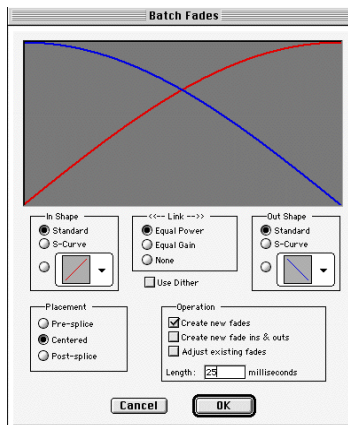 Batch Fades
In Shape
Standard
S-Curve
<<-- Link -->>
Equal Power
Equal Gain
None
Use Dither
Out Shape
Standard
S-Curve
Placement
Pre-splice
Centered
Post-splice
Operation
Create new fades
Create new fade ins & outs
Adjust existing fades
Length: 25 milliseconds
Cancel
OK